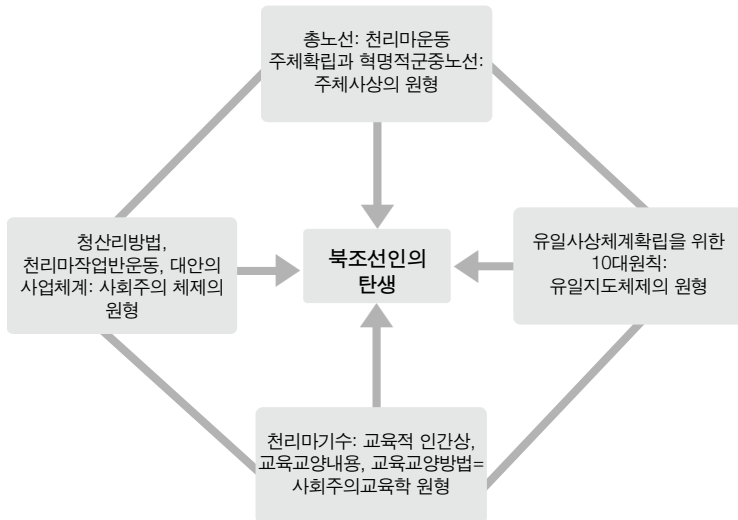 총노선: 천리마운동
주체확립과 혁명적군중노선:
주체사상의 원형
청산리방법,
천리마작업반운동, 대안의
사업체계: 사회주의 체제의
원형
북조선인의
탄생
유일사상체계확립을 위한
10대원칙:
유일지도체제의 원형
천리마기수: 교육적 인간상,
교육교양내용, 교육교양방법=
사회주의교육학 원형